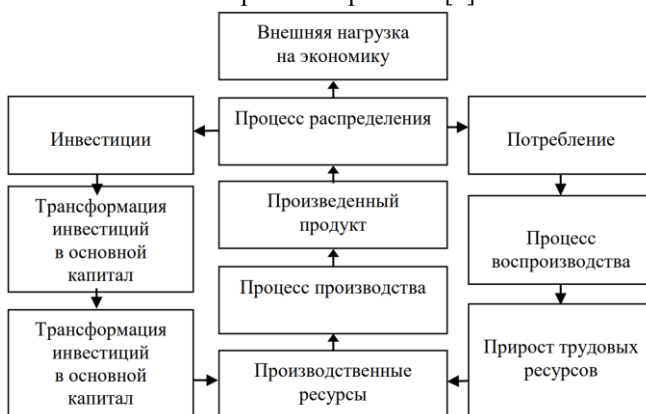 Внешняя нагрузка
на экономику
Инвестиции
Процесс распределения
Потребление
Трансформация
инвестиций
в основной
капитал
Произведенный
продукт
Процесс
воспроизводства
Процесс производства
Трансформация
инвестиций
в основной
капитал
Производственные
ресурсы
Прирост трудовых
ресурсов